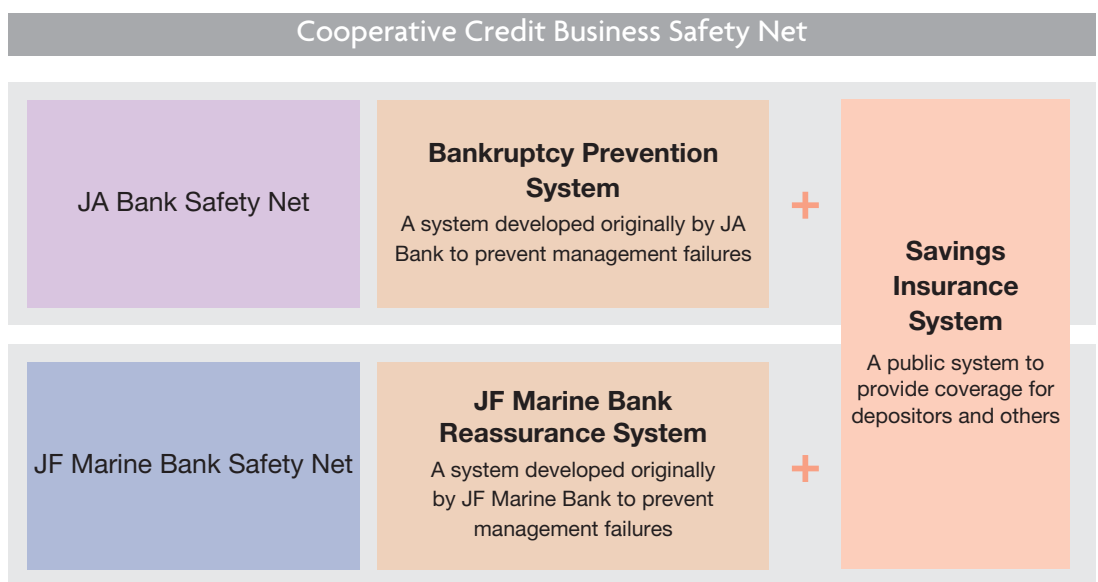 Cooperative Credit Business Safety Net
JA Bank Safety Net
Bankruptcy Prevention
System
A system developed originally by JA
Bank to prevent management failures
+
JF Marine Bank Safety Net
JF Marine Bank
Reassurance System
A system developed originally
by JF Marine Bank to prevent
management failures
+
Savings
Insurance
System
A public system to
provide coverage for
depositors and others